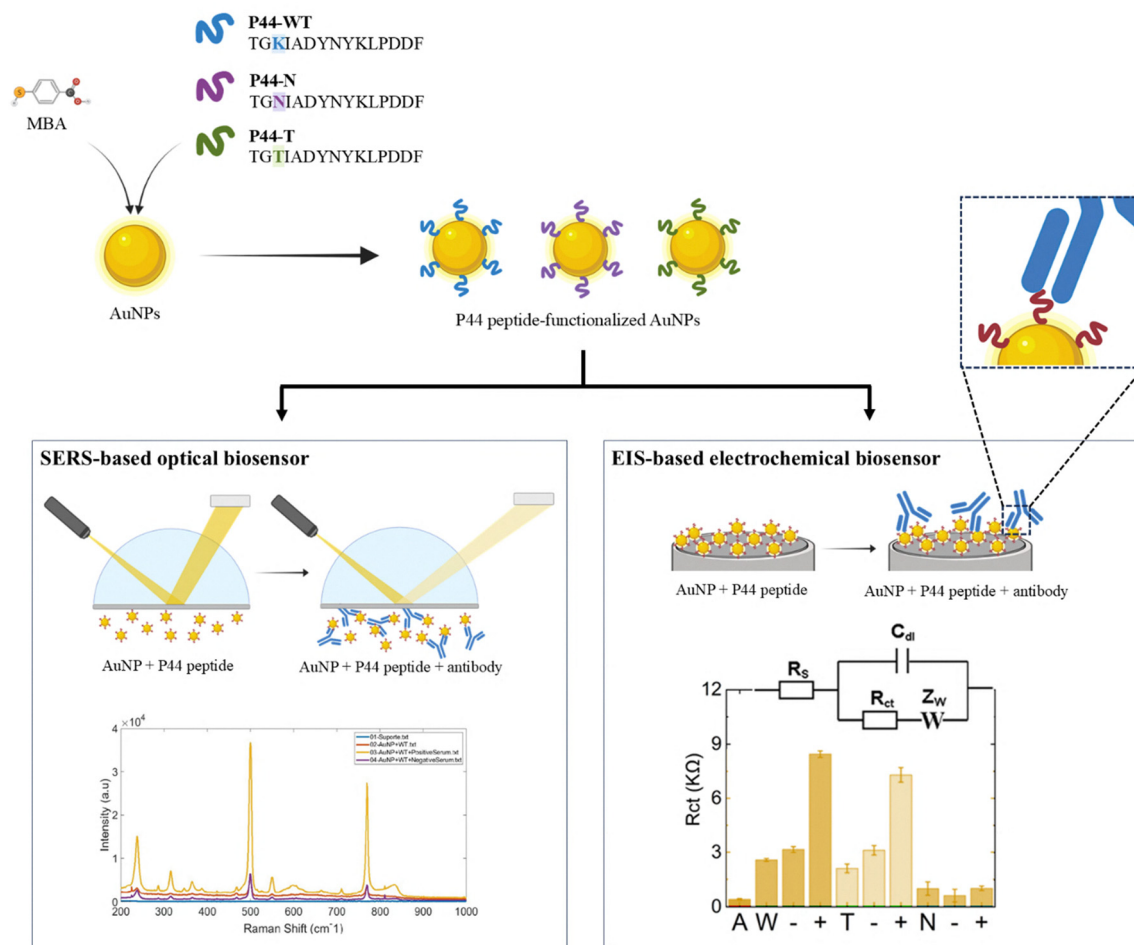 P44-WT
TGKIADYNYKLPDDF
P44-N
TGNIADYNYKLPDDF
P44-T
TGTIADYNYKLPDDF
S
C
O
O
H
H
MBA
AuNPs
P44 peptide-functionalized AuNPs
SERS-based optical biosensor
AuNP + P44 peptide
AuNP + P44 peptide + antibody
×10^4
4
3
2
1
0
Intensity (a.u)
200 300 400 500 600 700 800 900 1000
Raman Shift (cm^-1)
01-Suporte.txt
02-AuNP+WT.txt
03-AuNP+WT+PositiveSerum.txt
04-AuNP+WT+NegativeSerum.txt
EIS-based electrochemical biosensor
AuNP + P44 peptide
AuNP + P44 peptide + antibody
Cdl
RS
Rct
ZW
W
12
9
6
3
0
Rct (KΩ)
A W - + T - + N - +